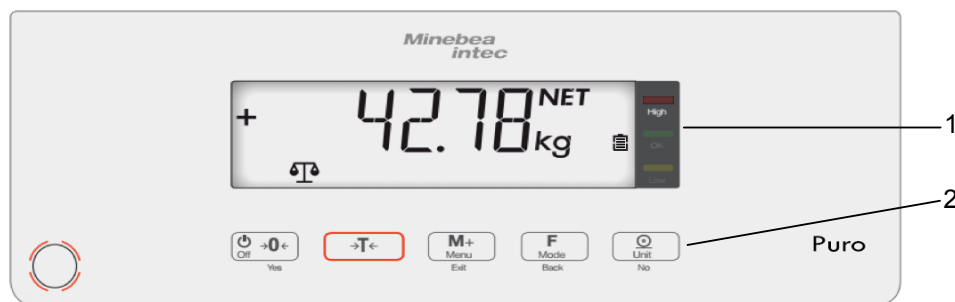 Minebea
intec
+ 42.78 NET
kg
High
OK
Low
1
2
Off →0← Yes
→T←
M+ Menu Exit
F Mode Back
Unit No
Puro